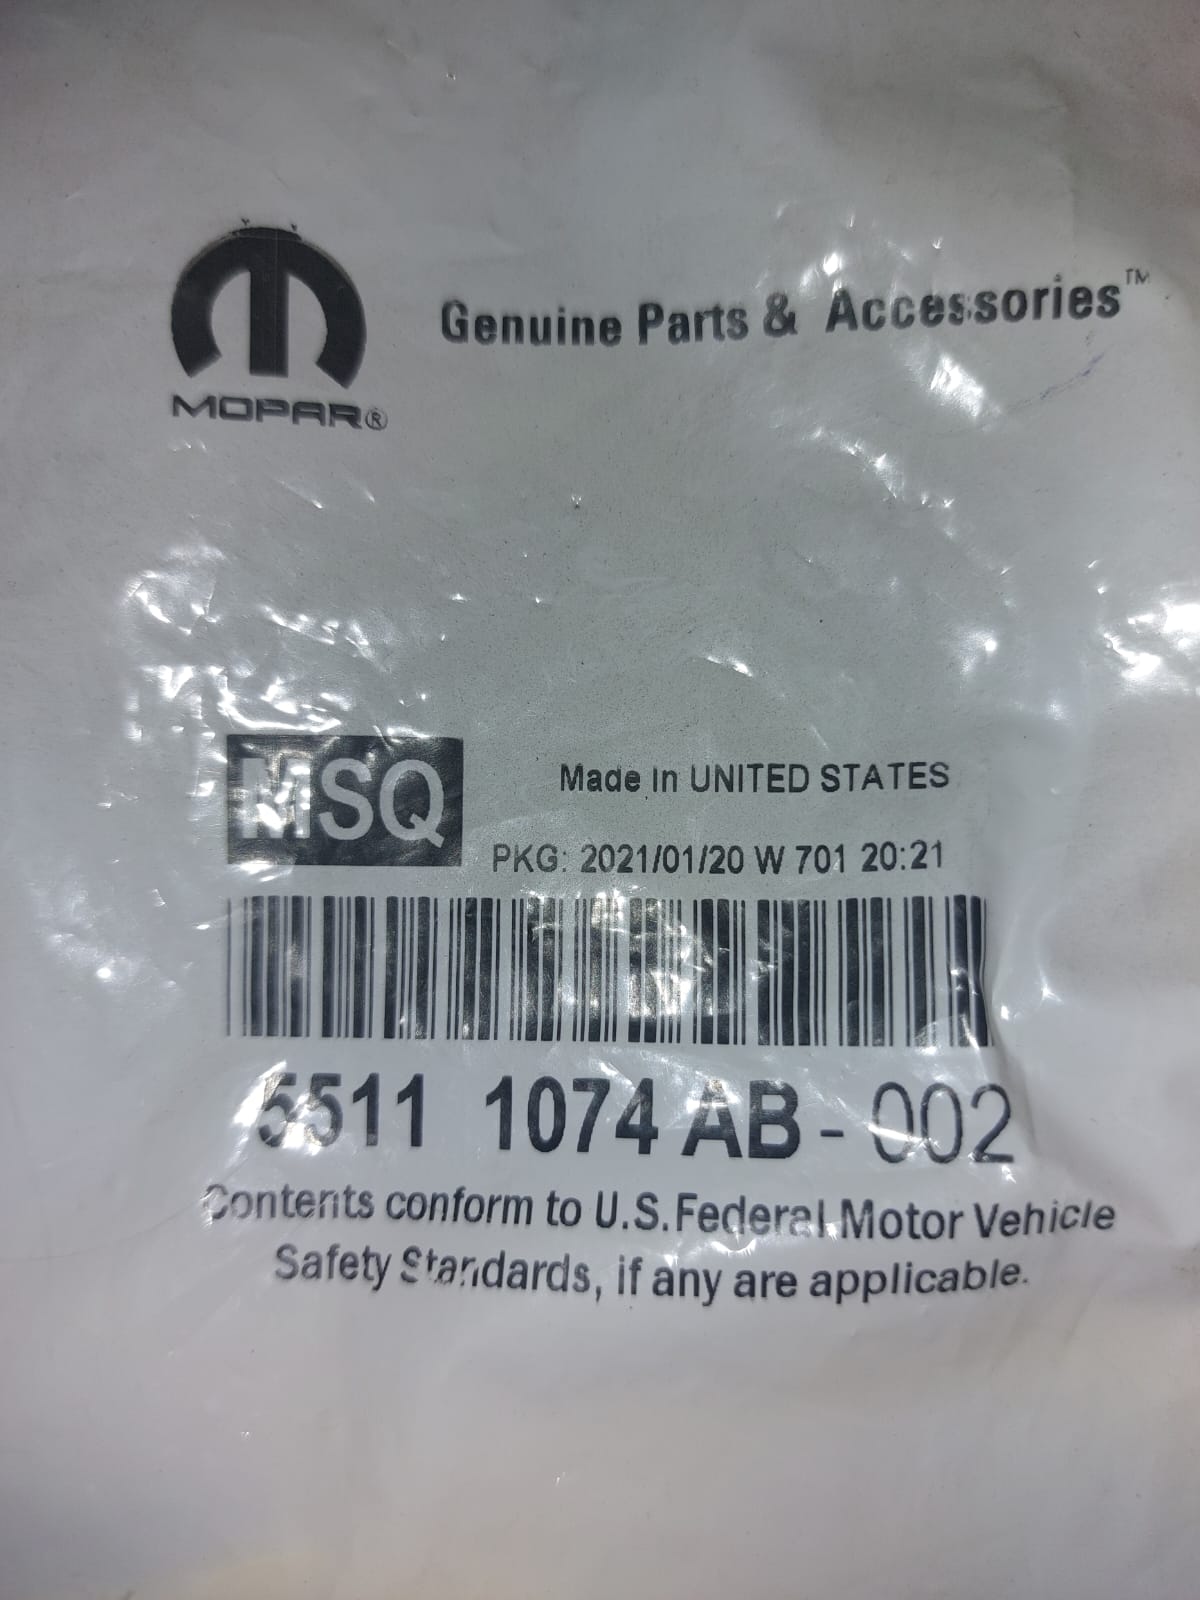 MOPAR®
Genuine Parts & Accessories™
MSQ
Made In UNITED STATES
PKG: 2021/01/20 W 701 20:21
5511 1074 AB - 002
Contents conform to U.S. Federal Motor Vehicle
Safety Standards, if any are applicable.